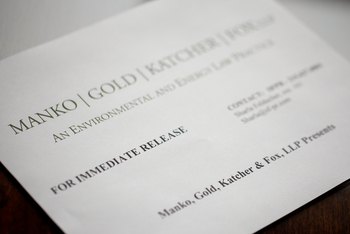 MANKO | GOLD | KATCHER | FOX LLP
AN ENVIRONMENTAL AND ENERGY LAW PRACTICE
FOR IMMEDIATE RELEASE
CONTACT:
Manko, Gold, Katcher & Fox, LLP Presents